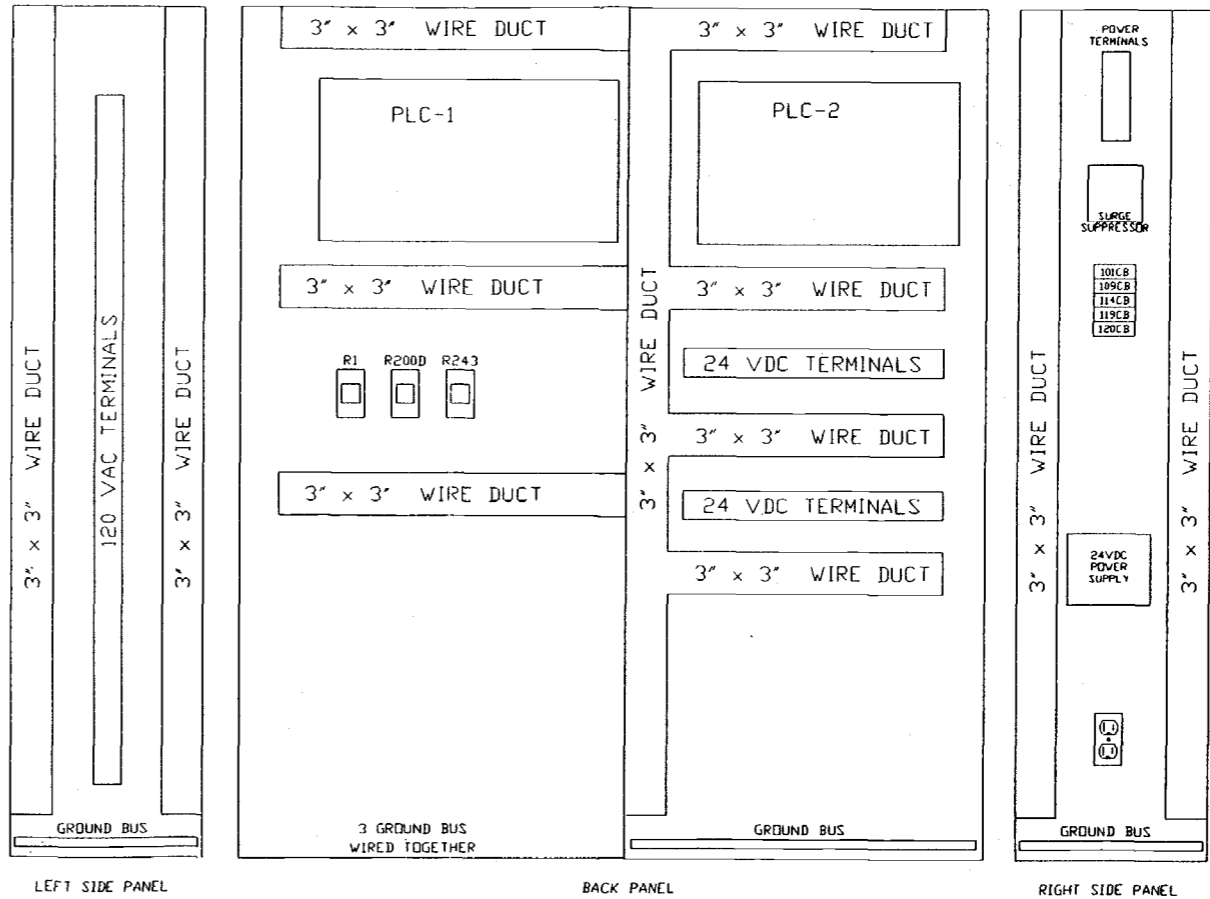 3" x 3" WIRE DUCT
120 VAC TERMINALS
3" x 3" WIRE DUCT
GROUND BUS
LEFT SIDE PANEL
3" x 3" WIRE DUCT
3" x 3" WIRE DUCT
PLC-1
PLC-2
3" x 3" WIRE DUCT
3" x 3" WIRE DUCT
3" x 3" WIRE DUCT
R1 R200D R243
24 VDC TERMINALS
3" x 3" WIRE DUCT
3" x 3" WIRE DUCT
24 VDC TERMINALS
3" x 3" WIRE DUCT
3 GROUND BUS
WIRED TOGETHER
GROUND BUS
BACK PANEL
POWER
TERMINALS
SURGE
SUPPRESSOR
101CB
109CB
114CB
119CB
120CB
3" x 3" WIRE DUCT
3" x 3" WIRE DUCT
24VDC
POWER
SUPPLY
GROUND BUS
RIGHT SIDE PANEL